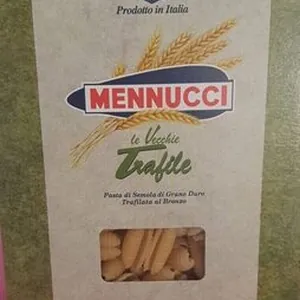 Prodotto in Italia
MENNUCCI
le Vecchie
Trafile
Pasta di Semola di Grano Duro
Trafilata al Bronzo